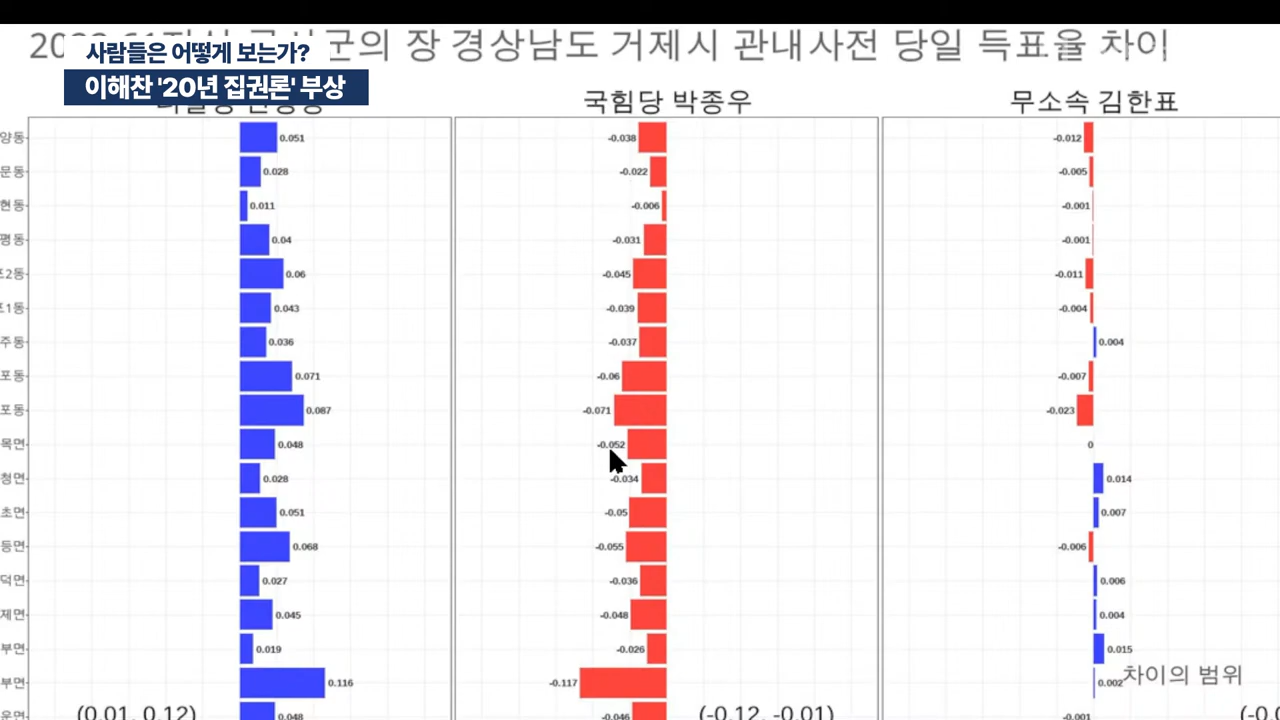 사람들은 어떻게 보는가?
이해찬 '20년 집권론' 부상
군의 장 경상남도 거제시 관내사전 당일 득표율 차이
국힘당 박종우
무소속 김한표
양동 0.051 -0.038 -0.012
문동 0.028 -0.022 -0.005
현동 0.011 -0.006 -0.001
평동 0.04 -0.031 -0.001
2동 0.06 -0.045 -0.011
1동 0.043 -0.039 -0.004
주동 0.036 -0.037 0.004
포동 0.071 -0.06 -0.007
포동 0.087 -0.071 -0.023
목면 0.048 -0.052 0
청면 0.028 -0.034 0.014
초면 0.051 -0.05 0.007
등면 0.068 -0.055 -0.006
덕면 0.027 -0.036 0.006
제면 0.045 -0.048 0.004
부면 0.019 -0.026 0.015
부면 0.116 -0.117 0.002
차이의 범위
운면 0.048 -0.046 -0.001
(0.01, 0.12) (-0.12, -0.01)